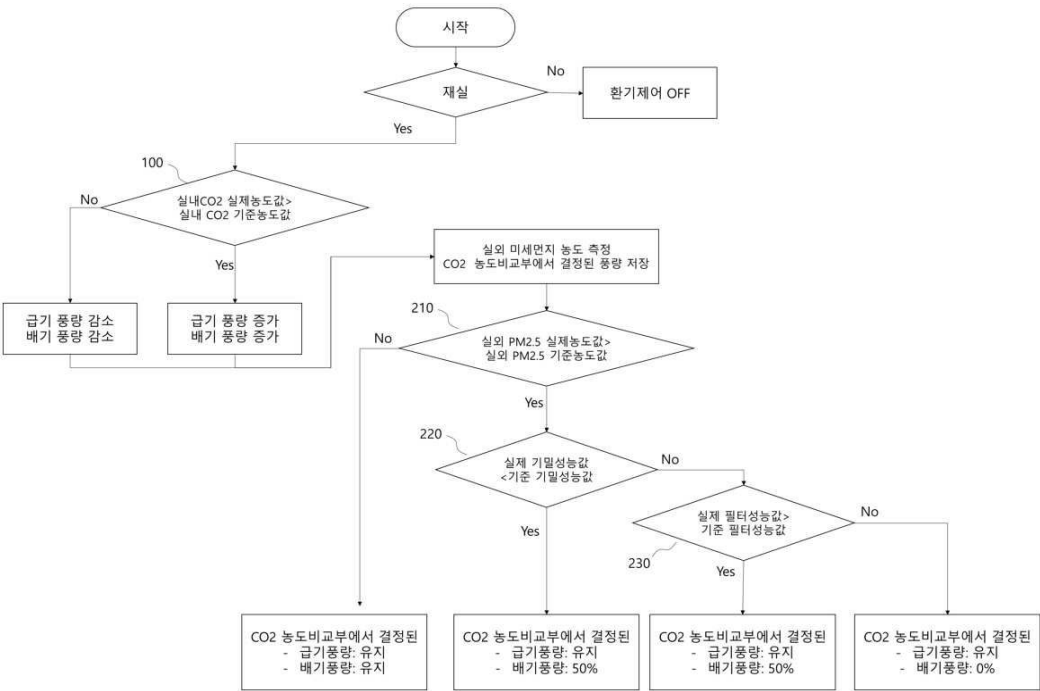 시작
재실
No
환기제어 OFF
Yes
100
실내CO2 실제농도값>
실내 CO2 기준농도값
No
Yes
급기 풍량 감소
배기 풍량 감소
급기 풍량 증가
배기 풍량 증가
실외 미세먼지 농도 측정
CO2 농도비교부에서 결정된 풍량 저장
210
실외 PM2.5 실제농도값>
실외 PM2.5 기준농도값
No
Yes
220
실제 기밀성능값
<기준 기밀성능값
No
Yes
실제 필터성능값>
기준 필터성능값
230
No
Yes
CO2 농도비교부에서 결정된
- 급기풍량: 유지
- 배기풍량: 유지
CO2 농도비교부에서 결정된
- 급기풍량: 유지
- 배기풍량: 50%
CO2 농도비교부에서 결정된
- 급기풍량: 유지
- 배기풍량: 50%
CO2 농도비교부에서 결정된
- 급기풍량: 유지
- 배기풍량: 0%